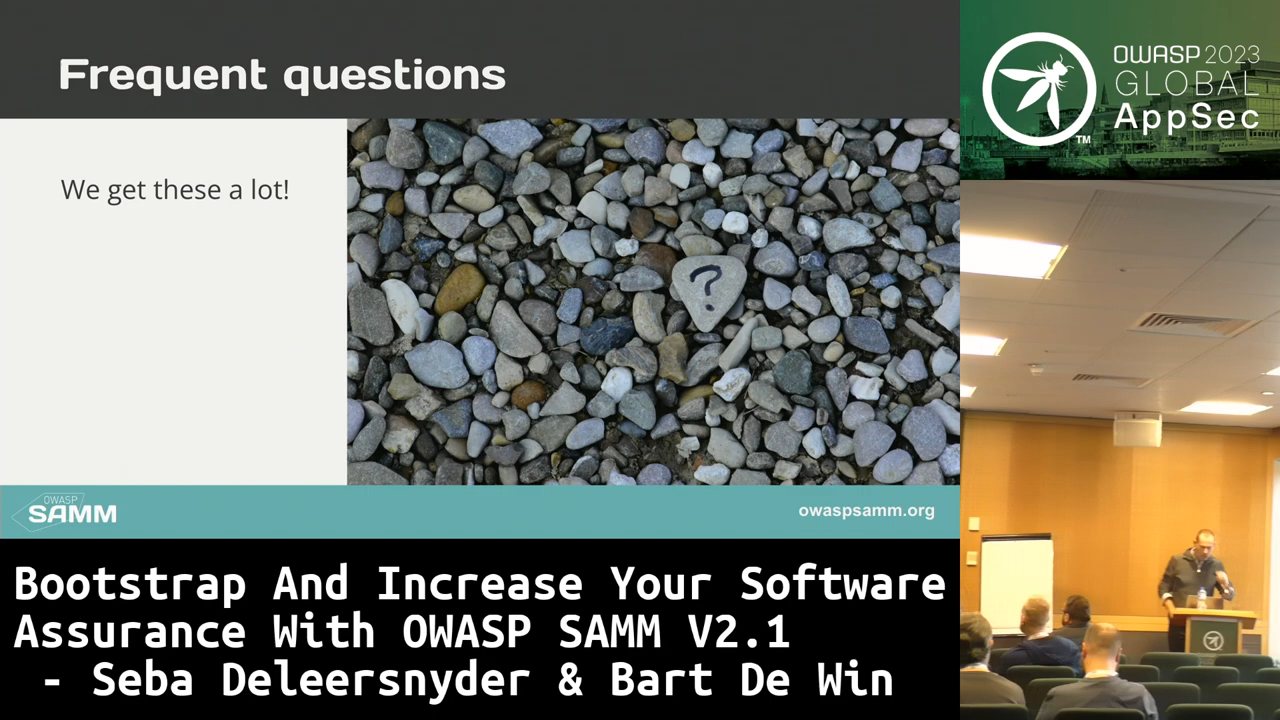 Frequent questions
We get these a lot!
?
OWASP
SAMM
owaspsamm.org
OWASP 2023
GLOBAL
AppSec
TM
Bootstrap And Increase Your Software
Assurance With OWASP SAMM V2.1
- Seba Deleersnyder & Bart De Win